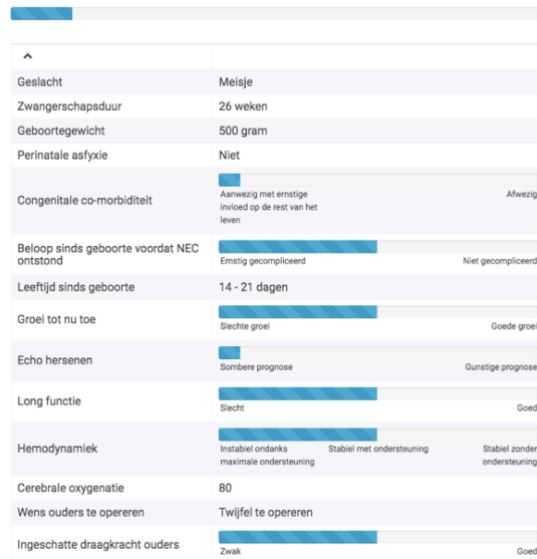 Geslacht Meisje
Zwangerschapsduur 26 weken
Geboortegewicht 500 gram
Perinatale asfyxie Niet
Congenitale co-morbiditeit
Aanwezig met ernstige invloed op de rest van het leven Afwezig
Beloop sinds geboorte voordat NEC ontstond
Ernstig gecompliceerd Niet gecompliceerd
Leeftijd sinds geboorte 14 - 21 dagen
Groei tot nu toe
Slechte groei Goede groei
Echo hersenen
Sombere prognose Gunstige prognose
Long functie
Slecht Goed
Hemodynamiek
Instabiel ondanks maximale ondersteuning Stabiel met ondersteuning Stabiel zonder ondersteuning
Cerebrale oxygenatie 80
Wens ouders te opereren Twijfel te opereren
Ingeschatte draagkracht ouders
Zwak Goed